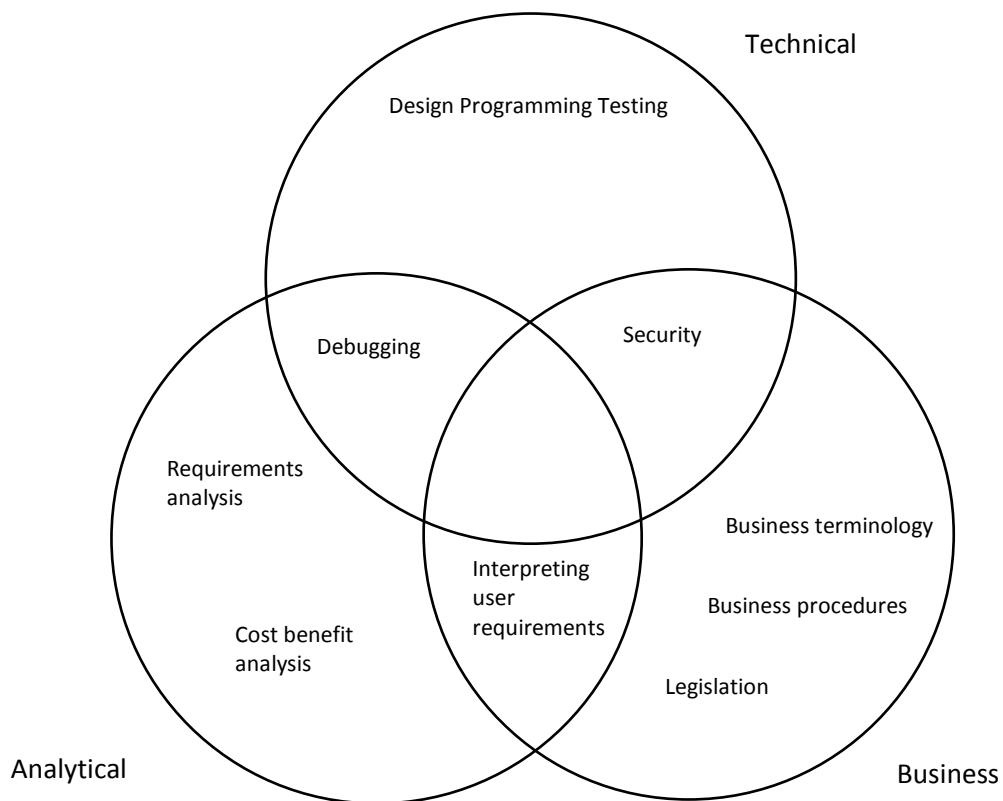 Technical
Design Programming Testing
Debugging
Security
Requirements
analysis
Business terminology
Interpreting
user
requirements
Business procedures
Cost benefit
analysis
Legislation
Analytical
Business